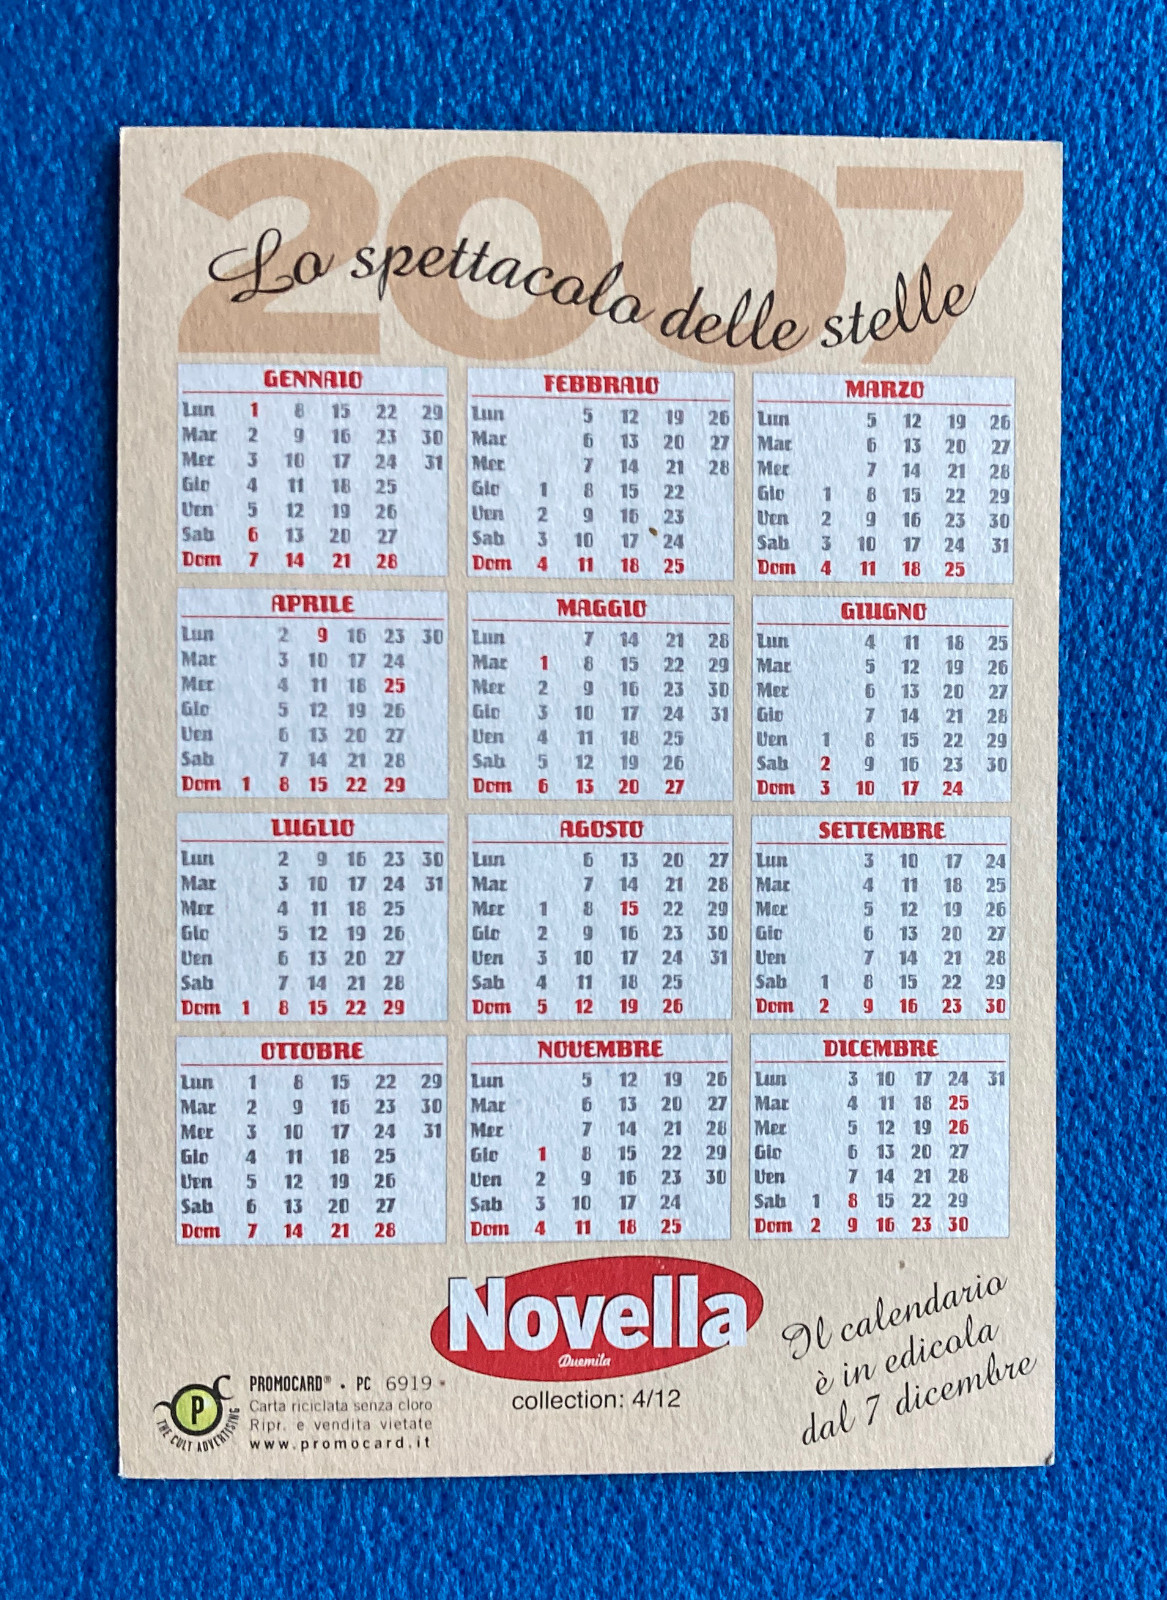 2007
Lo spettacolo delle stelle
GENNAIO
Lun 1 8 15 22 29
Mar 2 9 16 23 30
Mer 3 10 17 24 31
Gio 4 11 18 25
Ven 5 12 19 26
Sab 6 13 20 27
Dom 7 14 21 28
FEBBRAIO
Lun 5 12 19 26
Mar 6 13 20 27
Mer 7 14 21 28
Gio 1 8 15 22
Ven 2 9 16 23
Sab 3 10 17 24
Dom 4 11 18 25
MARZO
Lun 5 12 19 26
Mar 6 13 20 27
Mer 7 14 21 28
Gio 1 8 15 22 29
Ven 2 9 16 23 30
Sab 3 10 17 24 31
Dom 4 11 18 25
APRILE
Lun 2 9 16 23 30
Mar 3 10 17 24
Mer 4 11 18 25
Gio 5 12 19 26
Ven 6 13 20 27
Sab 7 14 21 28
Dom 1 8 15 22 29
MAGGIO
Lun 7 14 21 28
Mar 1 8 15 22 29
Mer 2 9 16 23 30
Gio 3 10 17 24 31
Ven 4 11 18 25
Sab 5 12 19 26
Dom 6 13 20 27
GIUGNO
Lun 4 11 18 25
Mar 5 12 19 26
Mer 6 13 20 27
Gio 7 14 21 28
Ven 1 8 15 22 29
Sab 2 9 16 23 30
Dom 3 10 17 24
LUGLIO
Lun 2 9 16 23 30
Mar 3 10 17 24 31
Mer 4 11 18 25
Gio 5 12 19 26
Ven 6 13 20 27
Sab 7 14 21 28
Dom 1 8 15 22 29
AGOSTO
Lun 6 13 20 27
Mar 7 14 21 28
Mer 1 8 15 22 29
Gio 2 9 16 23 30
Ven 3 10 17 24 31
Sab 4 11 18 25
Dom 5 12 19 26
SETTEMBRE
Lun 3 10 17 24
Mar 4 11 18 25
Mer 5 12 19 26
Gio 6 13 20 27
Ven 7 14 21 28
Sab 1 8 15 22 29
Dom 2 9 16 23 30
OTTOBRE
Lun 1 8 15 22 29
Mar 2 9 16 23 30
Mer 3 10 17 24 31
Gio 4 11 18 25
Ven 5 12 19 26
Sab 6 13 20 27
Dom 7 14 21 28
NOVEMBRE
Lun 5 12 19 26
Mar 6 13 20 27
Mer 7 14 21 28
Gio 1 8 15 22 29
Ven 2 9 16 23 30
Sab 3 10 17 24
Dom 4 11 18 25
DICEMBRE
Lun 3 10 17 24 31
Mar 4 11 18 25
Mer 5 12 19 26
Gio 6 13 20 27
Ven 7 14 21 28
Sab 1 8 15 22 29
Dom 2 9 16 23 30
Novella
Duemila
collection: 4/12
Il calendario
è in edicola
dal 7 dicembre
P
THE CULT ADVERTISING
PROMOCARD® • PC 6919
Carta riciclata senza cloro
Ripr. e vendita vietate
www.promocard.it